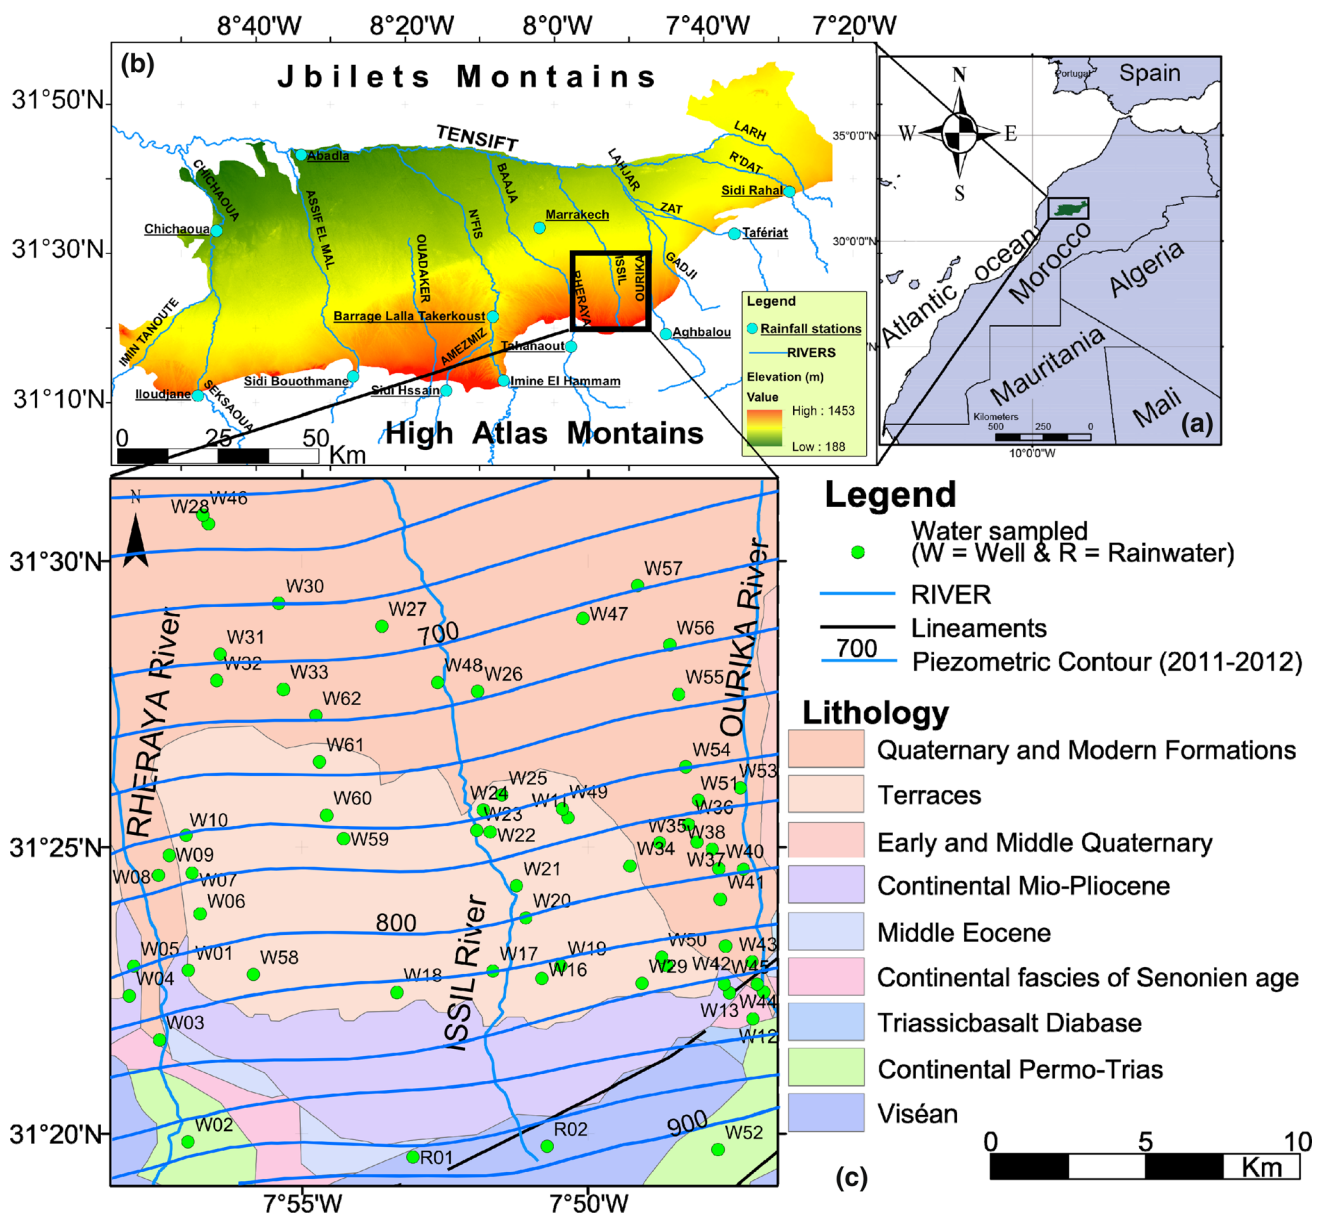 8°40'W 8°20'W 8°0'W 7°40'W 7°20'W
(b)
Jbilets Montains
31°50'N
31°30'N
31°10'N
TENSIFT
LARH
R'DAT
LAHJAR
ZAT
GADJI
Abadla
CHICHAOUA
ASSIF EL MAL
OUADAKER
N'FIS
BAAJA
Marrakech
Sidi Rahal
Tafériat
Chichaoua
ISSIL
OURIKA
RHERAYA
IMIN TANOUTE
Barrage Lalla Takerkoust
AMEZMIZ
Tahanaout
Aghbalou
Sidi Bouothmane
Sidi Hssain
Imine El Hammam
Iloudjane
SEKSAOUA
High Atlas Montains
0 25 50
Km
Legend
Rainfall stations
RIVERS
Elevation (m)
Value
High : 1453
Low : 188
N
W E
S
Portugal
Spain
35°0'0"N
30°0'0"N
Atlantic ocean
Morocco
Algeria
Mauritania
Mali
Kilometers
500 250 0
(a)
10°0'0"W
N
31°30'N
31°25'N
31°20'N
7°55'W 7°50'W
W28
W46
W30
W27
W57
W47
W56
W31
W32
W33
W62
W48
W26
W55
700
W61
W54
W53
W51
W25
W24
W23
W22
W11
W49
W36
W60
W59
W10
W09
W08
W07
W06
W35
W38
W34
W37
W40
W41
W21
W20
800
W05
W04
W01
W58
W18
W17
W19
W16
W50
W29
W42
W43
W45
W44
W13
W12
W03
W02
R01
R02
900
W52
RHERAYA River
ISSIL River
OURIKA River
(c)
Legend
Water sampled
(W = Well & R = Rainwater)
RIVER
Lineaments
700
Piezometric Contour (2011-2012)
Lithology
Quaternary and Modern Formations
Terraces
Early and Middle Quaternary
Continental Mio-Pliocene
Middle Eocene
Continental fascies of Senonien age
Triassicbasalt Diabase
Continental Permo-Trias
Viséan
0 5 10
Km